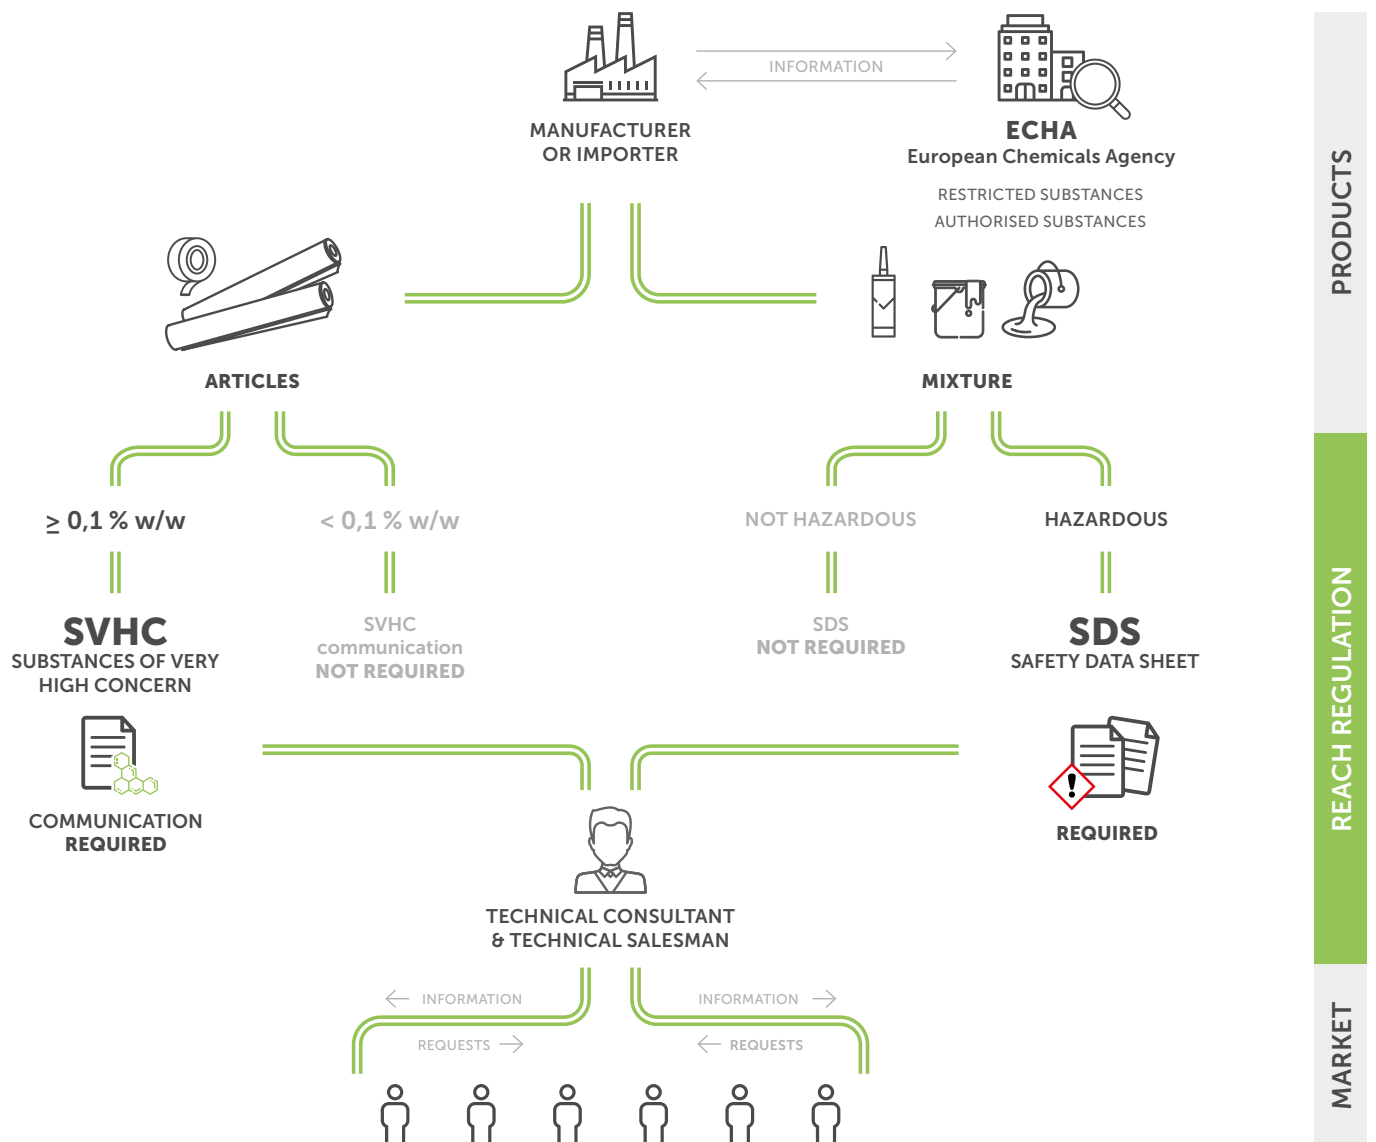 INFORMATION
MANUFACTURER
OR IMPORTER
ECHA
European Chemicals Agency
RESTRICTED SUBSTANCES
AUTHORISED SUBSTANCES
PRODUCTS
ARTICLES
MIXTURE
≥ 0,1 % w/w
< 0,1 % w/w
NOT HAZARDOUS
HAZARDOUS
SVHC
SUBSTANCES OF VERY
HIGH CONCERN
SVHC
communication
NOT REQUIRED
SDS
NOT REQUIRED
SDS
SAFETY DATA SHEET
REACH REGULATION
COMMUNICATION
REQUIRED
REQUIRED
TECHNICAL CONSULTANT
& TECHNICAL SALESMAN
INFORMATION
INFORMATION
REQUESTS
REQUESTS
MARKET